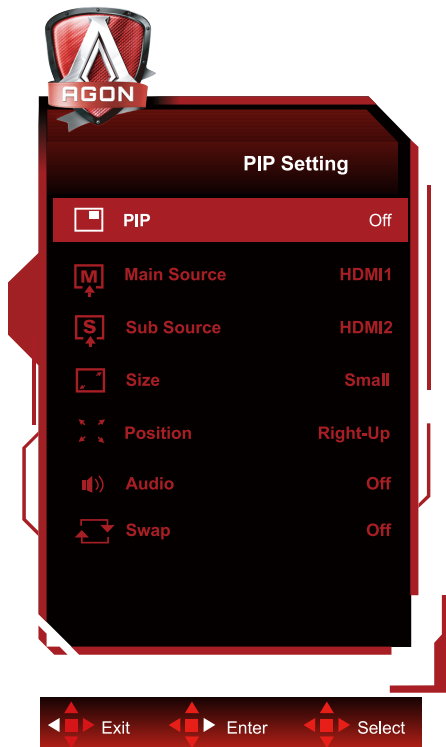 AGON
PIP Setting
PIP Off
M Main Source HDMI1
S Sub Source HDMI2
Size Small
Position Right-Up
Audio Off
Swap Off
Exit Enter Select